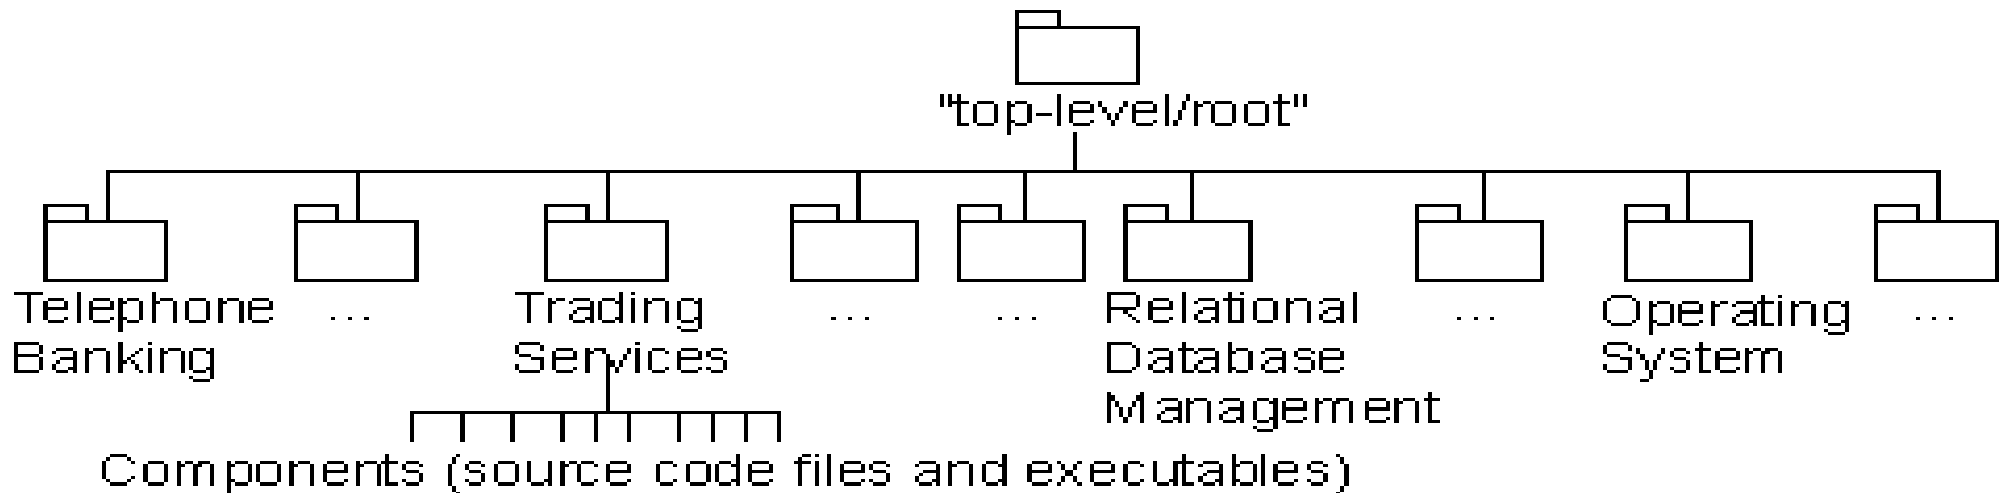 "top-level/root"
Telephone
Banking
...
Trading
Services
...
...
Relational
Database
Management
...
Operating
System
...
Components (source code files and executables)